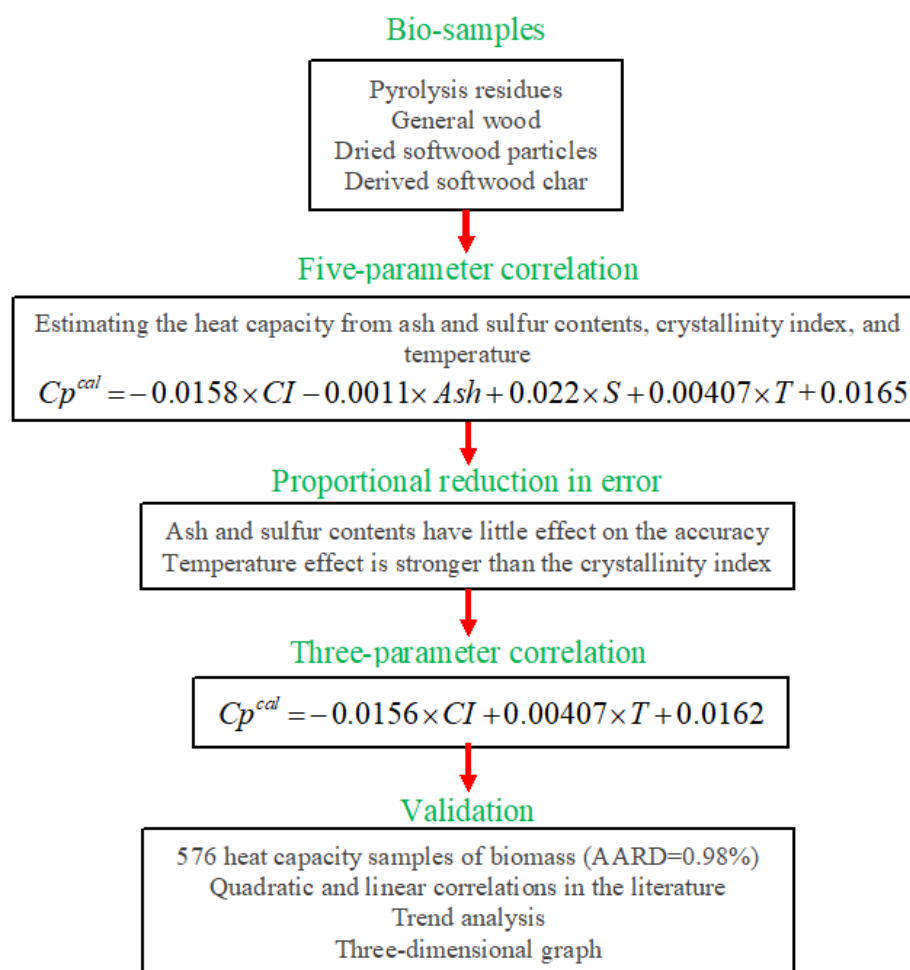 Bio-samples
Pyrolysis residues
General wood
Dried softwood particles
Derived softwood char
Five-parameter correlation
Estimating the heat capacity from ash and sulfur contents, crystallinity index, and
temperature
Cp^cal = −0.0158×CI −0.0011×Ash+0.022×S+0.00407×T+0.0165
Proportional reduction in error
Ash and sulfur contents have little effect on the accuracy
Temperature effect is stronger than the crystallinity index
Three-parameter correlation
Cp^cal = −0.0156×CI+0.00407×T+0.0162
Validation
576 heat capacity samples of biomass (AARD=0.98%)
Quadratic and linear correlations in the literature
Trend analysis
Three-dimensional graph